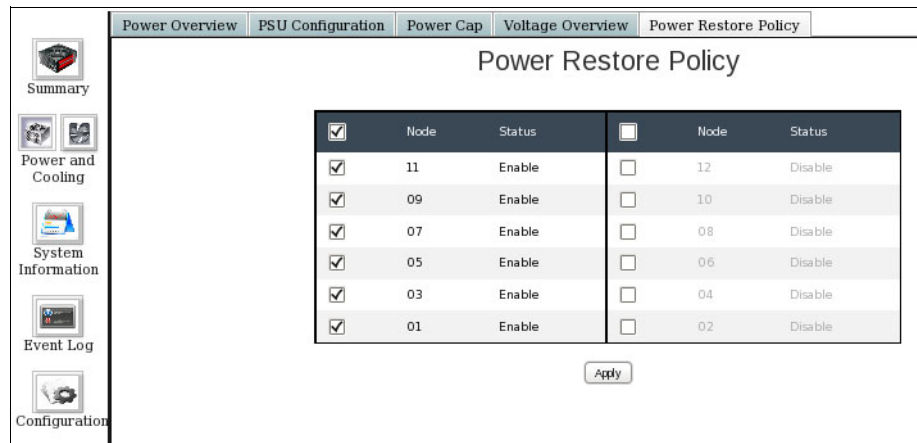 Power Overview PSU Configuration Power Cap Voltage Overview Power Restore Policy
Summary
Power and
Cooling
System
Information
Event Log
Configuration
Power Restore Policy
Node Status Node Status
11 Enable 12 Disable
09 Enable 10 Disable
07 Enable 08 Disable
05 Enable 06 Disable
03 Enable 04 Disable
01 Enable 02 Disable
Apply